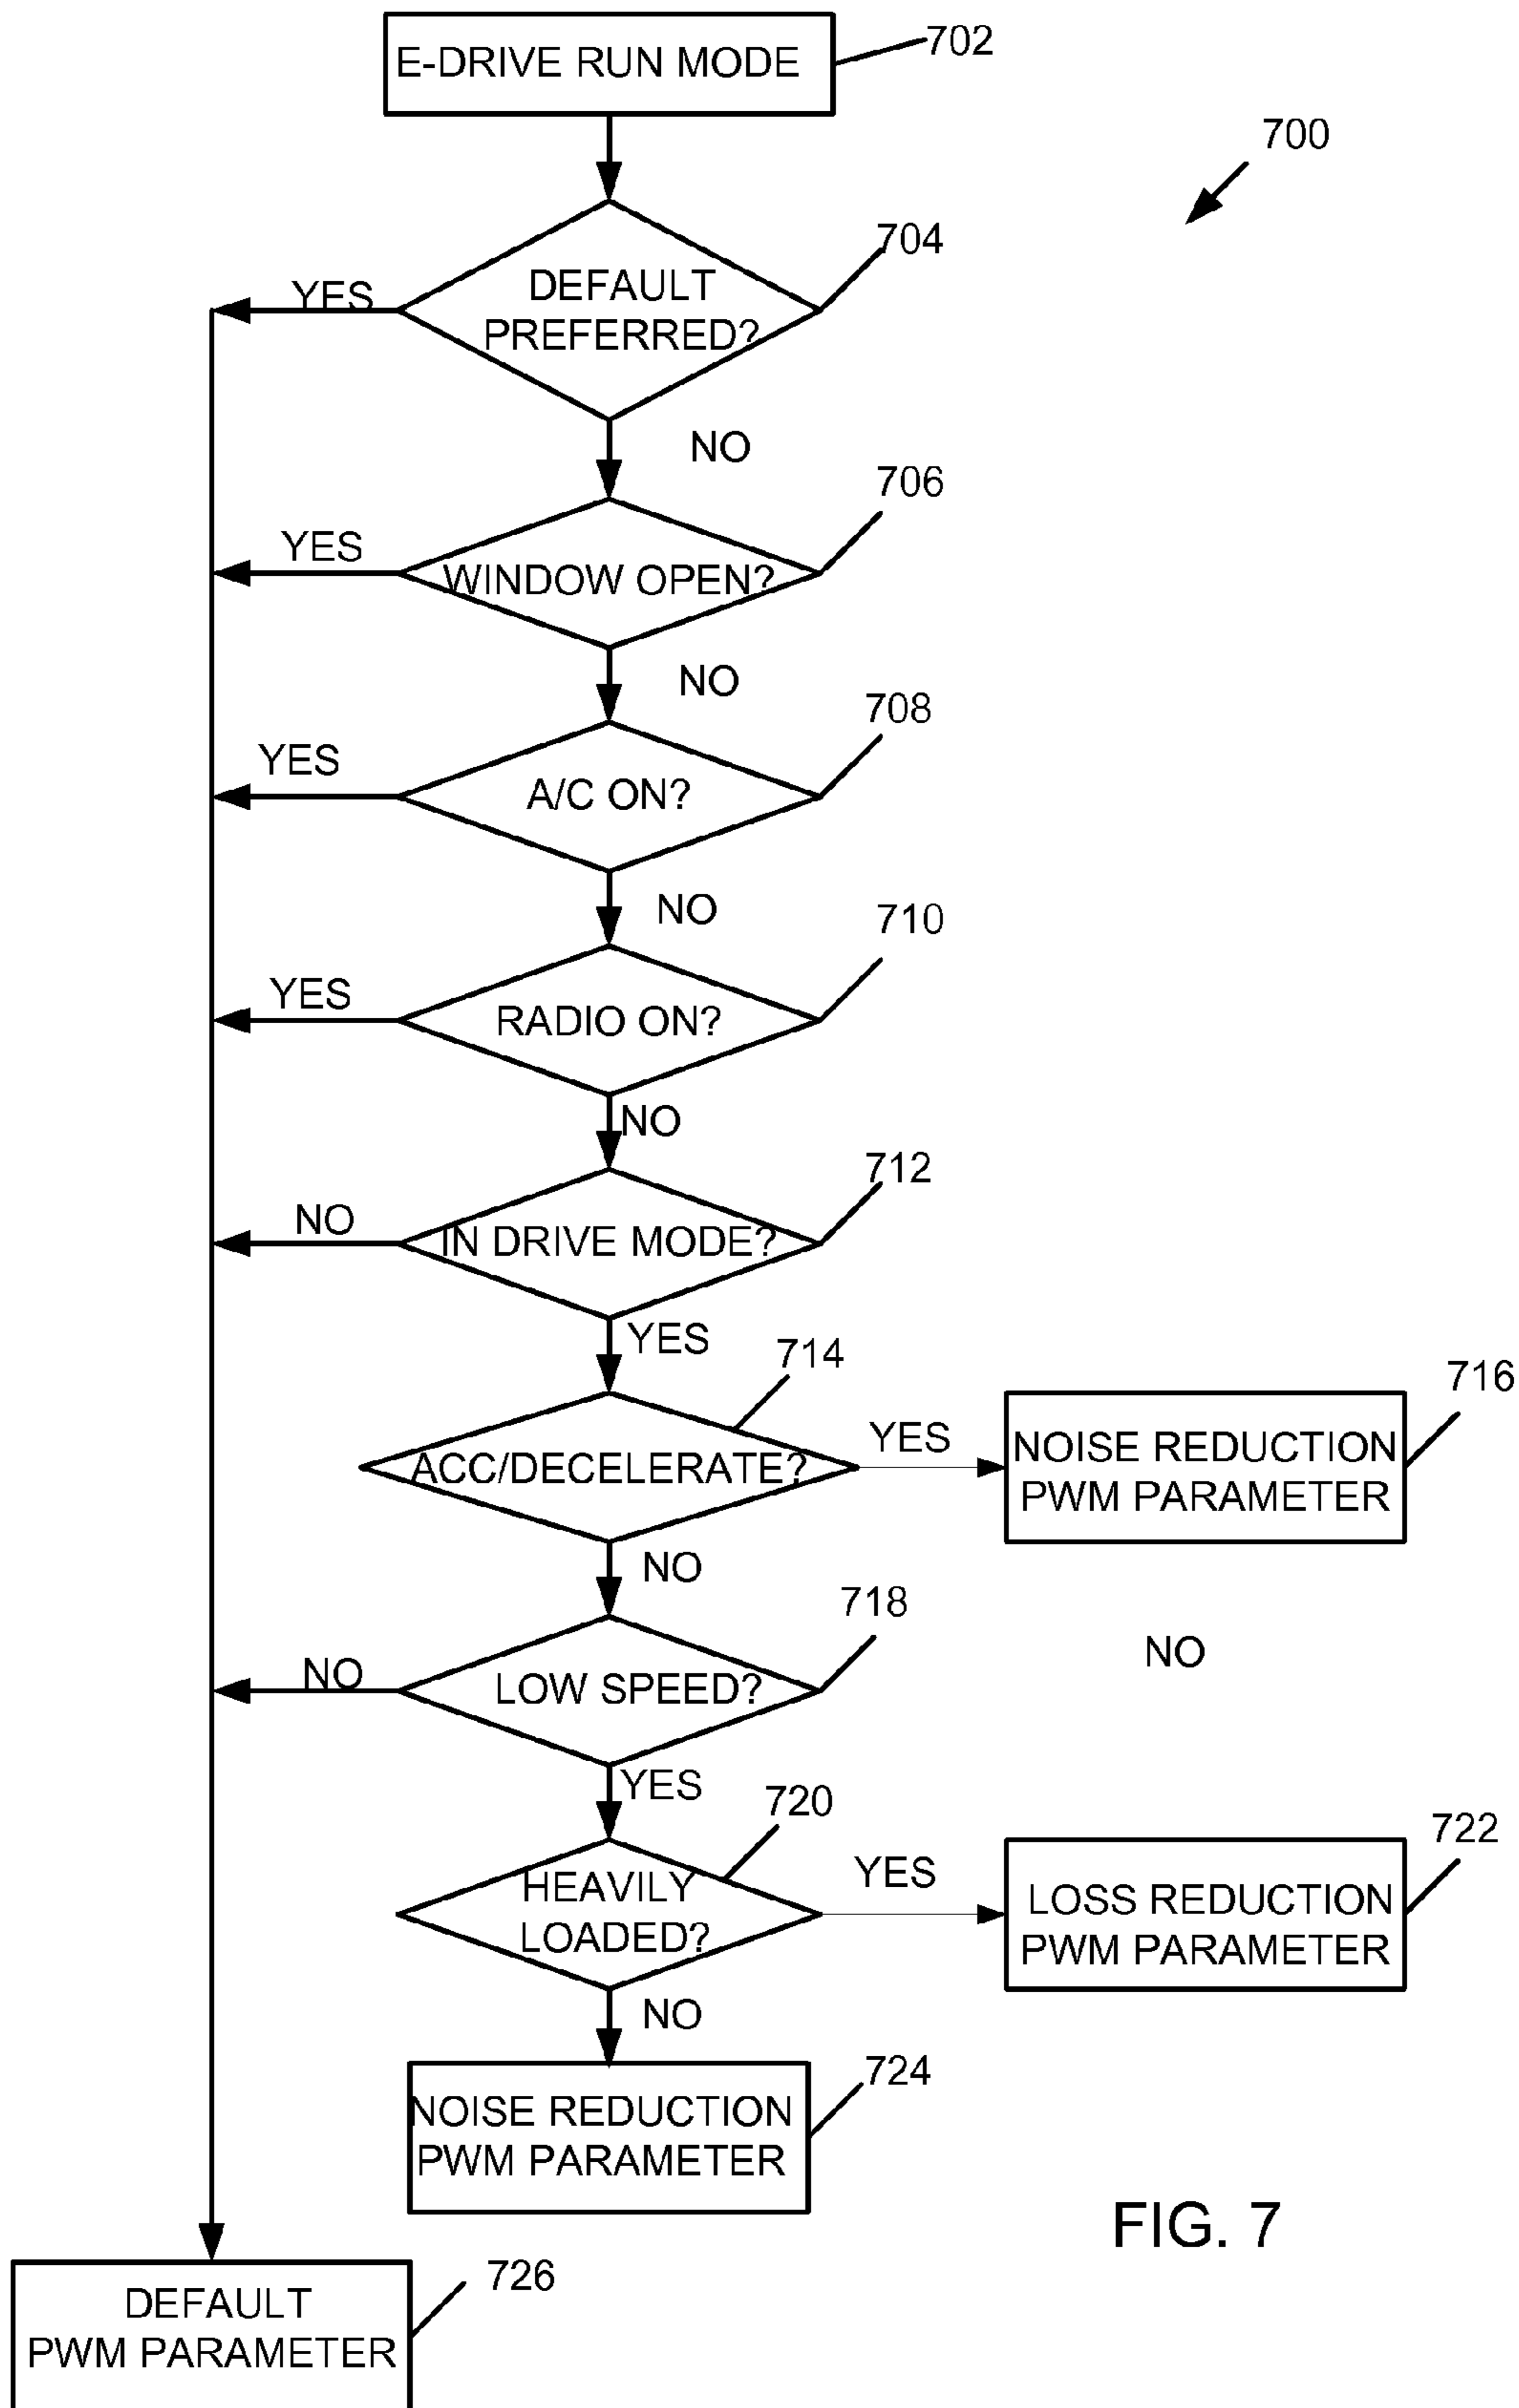 E-DRIVE RUN MODE
702
700
704
DEFAULT
PREFERRED?
YES
NO
706
YES
WINDOW OPEN?
NO
708
YES
A/C ON?
NO
710
YES
RADIO ON?
NO
712
NO
IN DRIVE MODE?
YES
714
716
ACC/DECELERATE?
YES
NOISE REDUCTION
PWM PARAMETER
NO
718
NO
NO
LOW SPEED?
YES
720
722
HEAVILY
LOADED?
YES
LOSS REDUCTION
PWM PARAMETER
NO
724
NOISE REDUCTION
PWM PARAMETER
FIG. 7
726
DEFAULT
PWM PARAMETER